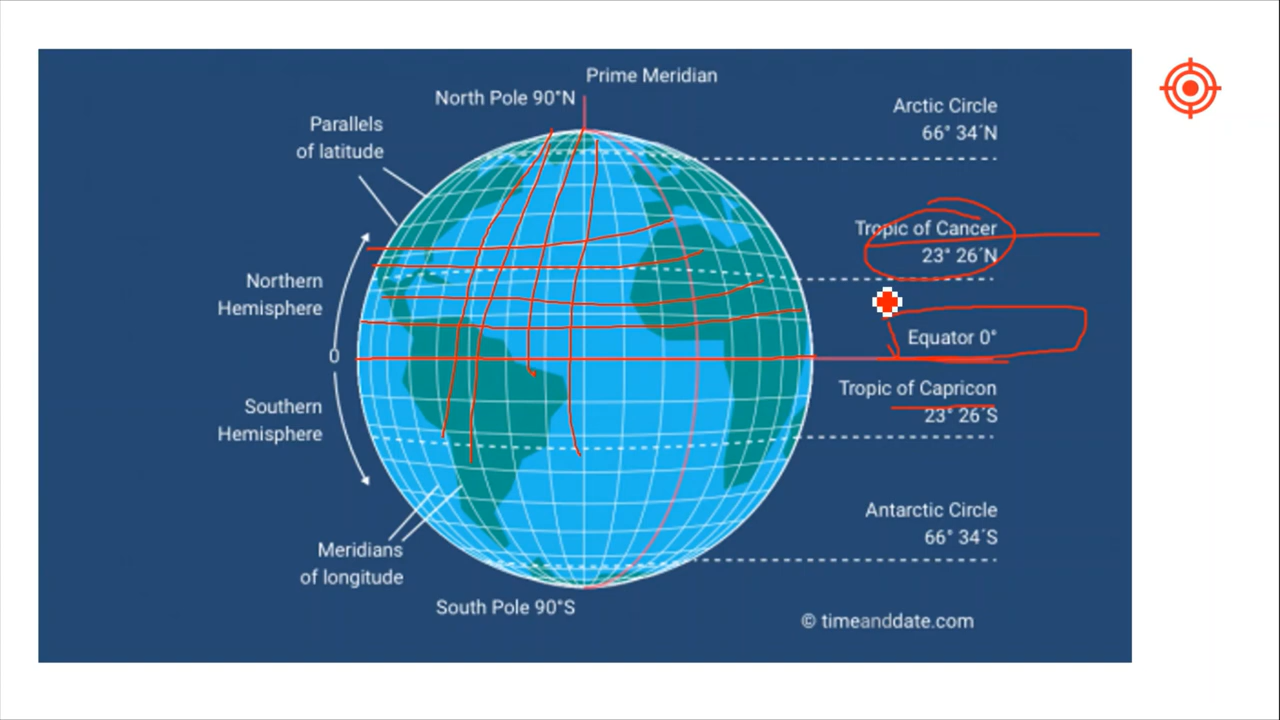 Prime Meridian
North Pole 90°N
Arctic Circle
66° 34´N
Parallels
of latitude
Tropic of Cancer
23° 26´N
Northern
Hemisphere
Equator 0°
0
Tropic of Capricon
23° 26´S
Southern
Hemisphere
Antarctic Circle
66° 34´S
Meridians
of longitude
South Pole 90°S
© timeanddate.com